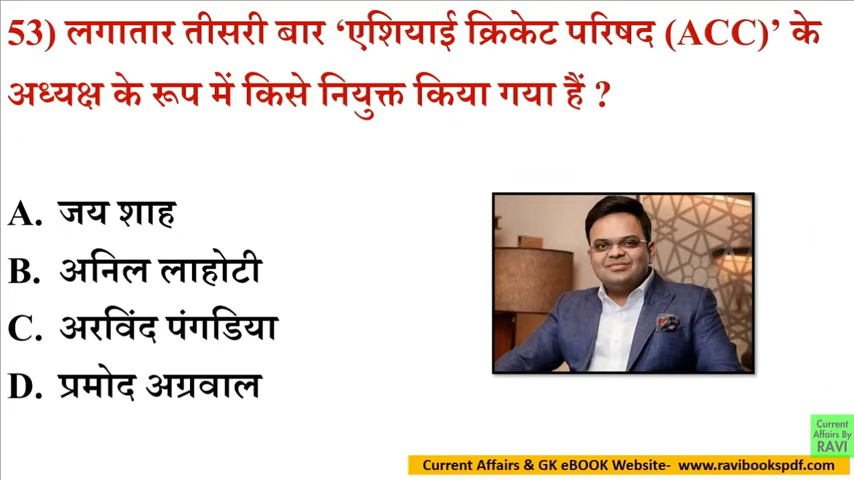 53) लगातार तीसरी बार ‘एशियाई क्रिकेट परिषद (ACC)’ के
अध्यक्ष के रूप में किसे नियुक्त किया गया हैं ?
A. जय शाह
B. अनिल लाहोटी
C. अरविंद पंगडिया
D. प्रमोद अग्रवाल
Current
Affairs By
RAVI
Current Affairs & GK eBOOK Website- www.ravibookspdf.com